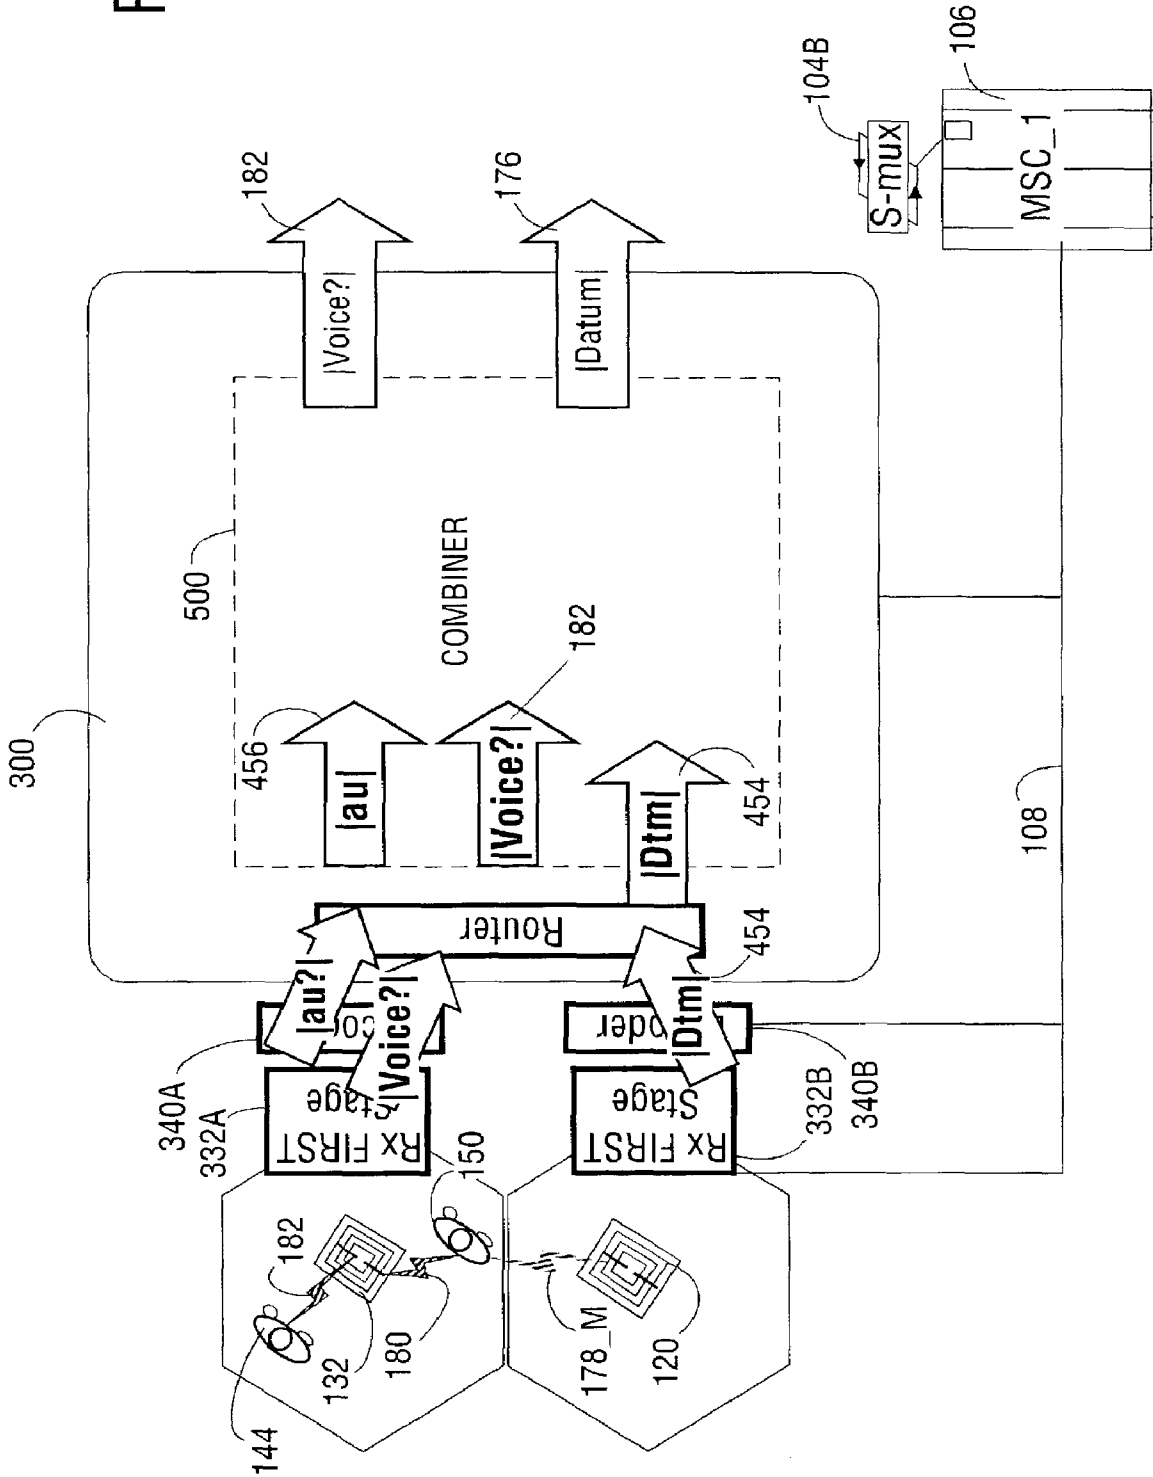 300
F
340A
500
332A
144
182
456
182
|au?|
|au|
|Voice?|
132
Rx FIRST
Stage
180
|Voice?|
|Voice?|
COMBINER
150
Router
176
182
178_M
|Datum|
Rx FIRST
Stage
oder
120
|Dtm|
|Dtm|
454
454
332B
340B
104B
S-mux
106
108
MSC_1